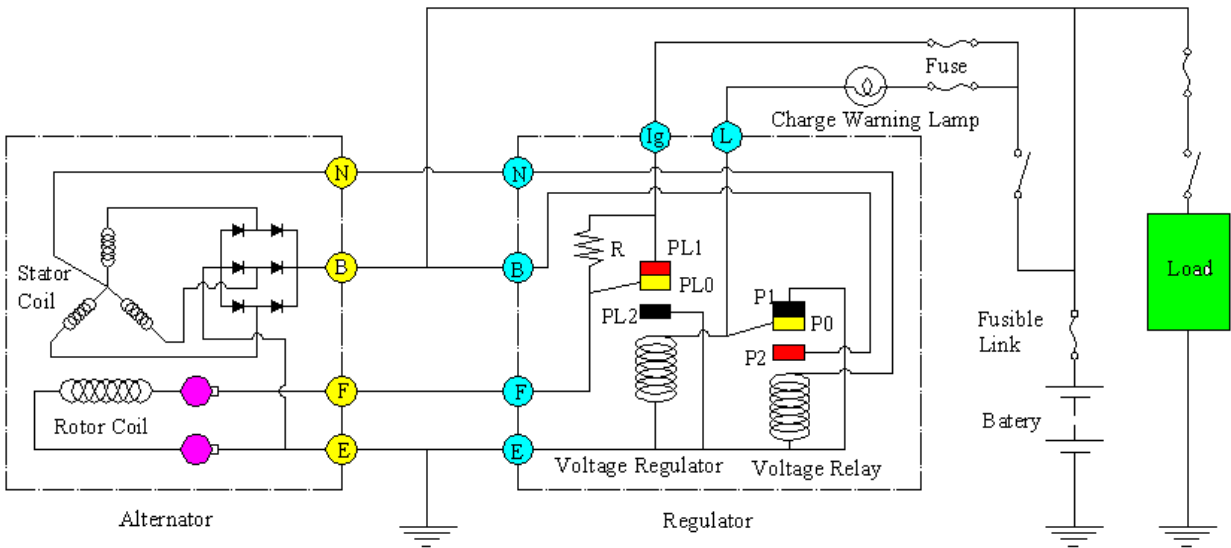 Fuse
Charge Warning Lamp
Ig
L
N
N
R
PL1
B
B
PL0
Load
Stator
Coil
PL2
P1
P0
P2
Fusible
Link
F
F
Rotor Coil
Batery
E
E
Voltage Regulator
Voltage Relay
Alternator
Regulator